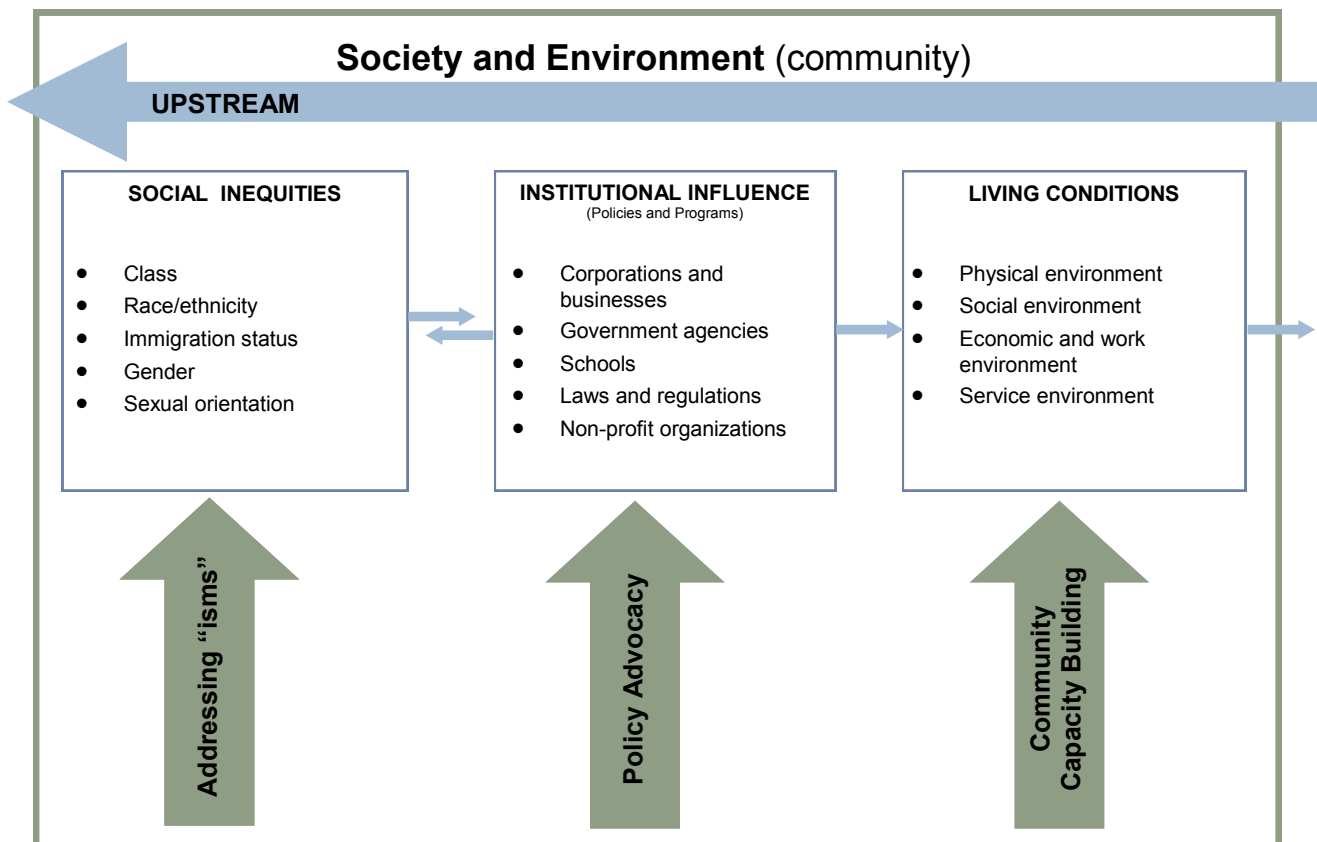 Society and Environment (community)
UPSTREAM
SOCIAL INEQUITIES
● Class
● Race/ethnicity
● Immigration status
● Gender
● Sexual orientation
INSTITUTIONAL INFLUENCE
(Policies and Programs)
● Corporations and
businesses
● Government agencies
● Schools
● Laws and regulations
● Non-profit organizations
LIVING CONDITIONS
● Physical environment
● Social environment
● Economic and work
environment
● Service environment
Addressing “isms”
Policy Advocacy
Community
Capacity Building